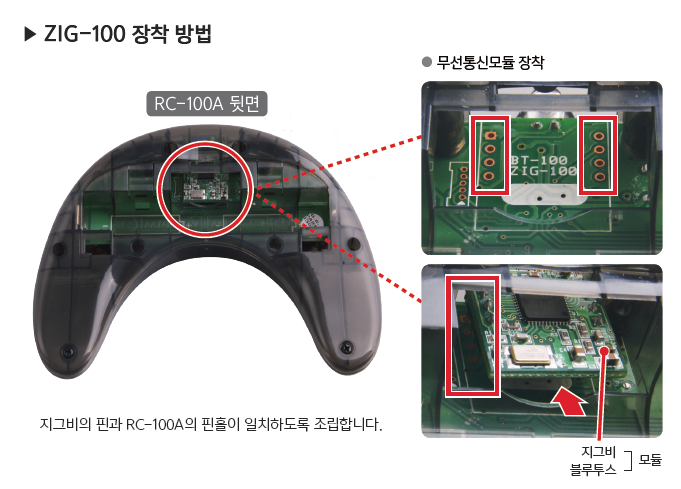 ▶ ZIG-100 장착 방법
● 무선통신모듈 장착
RC-100A 뒷면
BT-100
ZIG-100
지그비의 핀과 RC-100A의 핀홀이 일치하도록 조립합니다.
지그비
블루투스
모듈